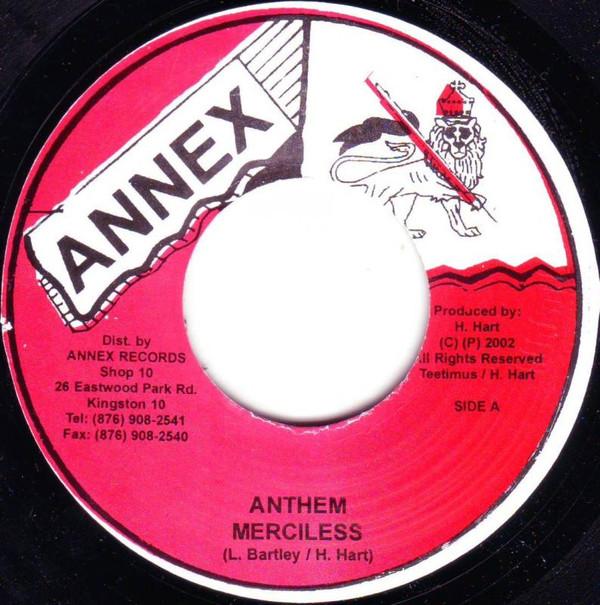 ANNEX
Dist. by
ANNEX RECORDS
Shop 10
26 Eastwood Park Rd.
Kingston 10
Tel: (876) 908-2541
Fax: (876) 908-2540
Produced by:
H. Hart
(C) (P) 2002
All Rights Reserved
Teetimus / H. Hart
SIDE A
ANTHEM
MERCILESS
(L. Bartley / H. Hart)